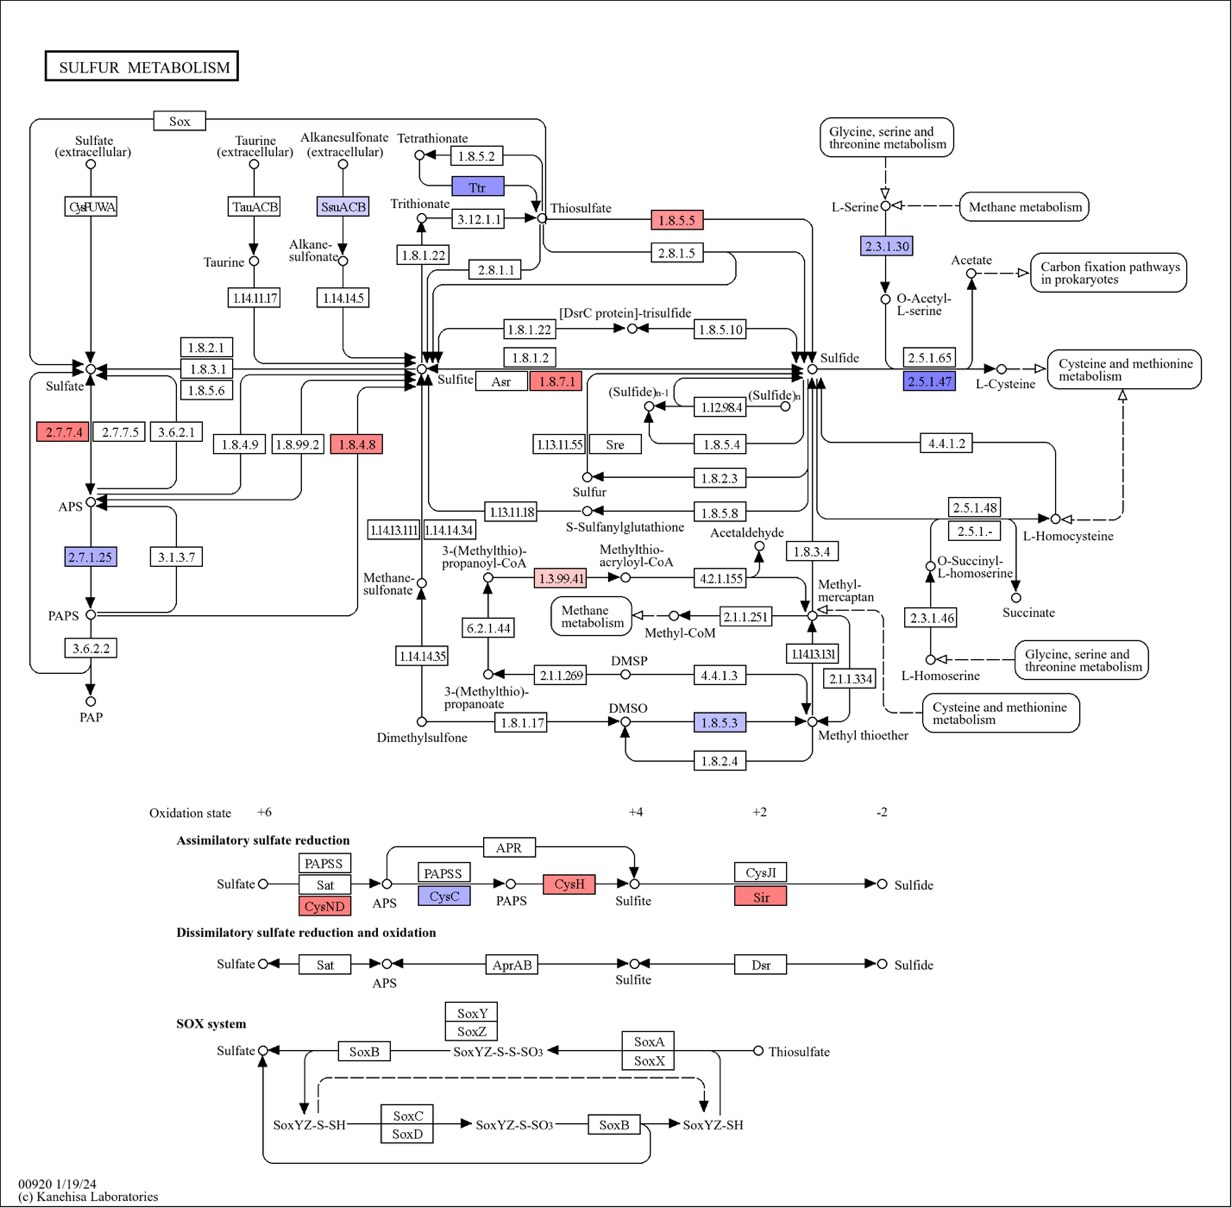 SULFUR METABOLISM
Sox
Sulfate
(extracellular)
Taurine
(extracellular)
Alkanesulfonate
(extracellular)
Tetrathionate
1.8.5.2
Ttr
Glycine, serine and
threonine metabolism
CysPUWA
TauACB
SsuACB
Trithionate
3.12.1.1
Thiosulfate
1.8.5.5
L-Serine
Methane metabolism
Alkane-
sulfonate
1.8.1.22
2.8.1.5
2.3.1.30
Taurine
2.8.1.1
Acetate
Carbon fixation pathways
in prokaryotes
1.14.11.17
1.14.14.5
O-Acetyl-
L-serine
[DsrC protein]-trisulfide
1.8.1.22
1.8.5.10
1.8.2.1
1.8.3.1
1.8.5.6
1.8.1.2
Sulfide
2.5.1.65
Cysteine and methionine
metabolism
Sulfate
Sulfite
Asr
1.8.7.1
2.5.1.47
L-Cysteine
(Sulfide)n-1
1.12.98.4
(Sulfide)n
2.7.7.4
2.7.7.5
3.6.2.1
1.8.4.9
1.8.99.2
1.8.4.8
1.13.11.55
Sre
1.8.5.4
4.4.1.2
1.8.2.3
Sulfur
APS
1.13.11.18
1.8.5.8
2.5.1.48
2.5.1.-
S-Sulfanylglutathione
1.14.13.111
1.14.14.34
Acetaldehyde
L-Homocysteine
2.7.1.25
3.1.3.7
3-(Methylthio)-
propanoyl-CoA
Methylthio-
acryloyl-CoA
1.8.3.4
O-Succinyl-
L-homoserine
Methane-
sulfonate
1.3.99.41
4.2.1.155
Methyl-
mercaptan
Succinate
PAPS
Methane
metabolism
Methyl-CoM
2.1.1.251
2.3.1.46
6.2.1.44
3.6.2.2
1.14.14.35
1.14.13.131
Glycine, serine and
threonine metabolism
DMSP
2.1.1.269
4.4.1.3
2.1.1.334
L-Homoserine
3-(Methylthio)-
propanoate
PAP
DMSO
Cysteine and methionine
metabolism
1.8.1.17
1.8.5.3
Dimethylsulfone
Methyl thioether
1.8.2.4
Oxidation state +6 +4 +2 -2
Assimilatory sulfate reduction
APR
PAPSS
PAPSS
CysJI
Sulfate
Sat
APS
CysC
PAPS
CysH
Sulfite
Sir
Sulfide
CysND
Dissimilatory sulfate reduction and oxidation
Sulfate
Sat
APS
AprAB
Sulfite
Dsr
Sulfide
SOX system
SoxY
SoxZ
Sulfate
SoxB
SoxYZ-S-S-SO3
SoxA
SoxX
Thiosulfate
SoxYZ-S-SH
SoxC
SoxD
SoxYZ-S-SO3
SoxB
SoxYZ-SH
00920 1/19/24
(c) Kanehisa Laboratories